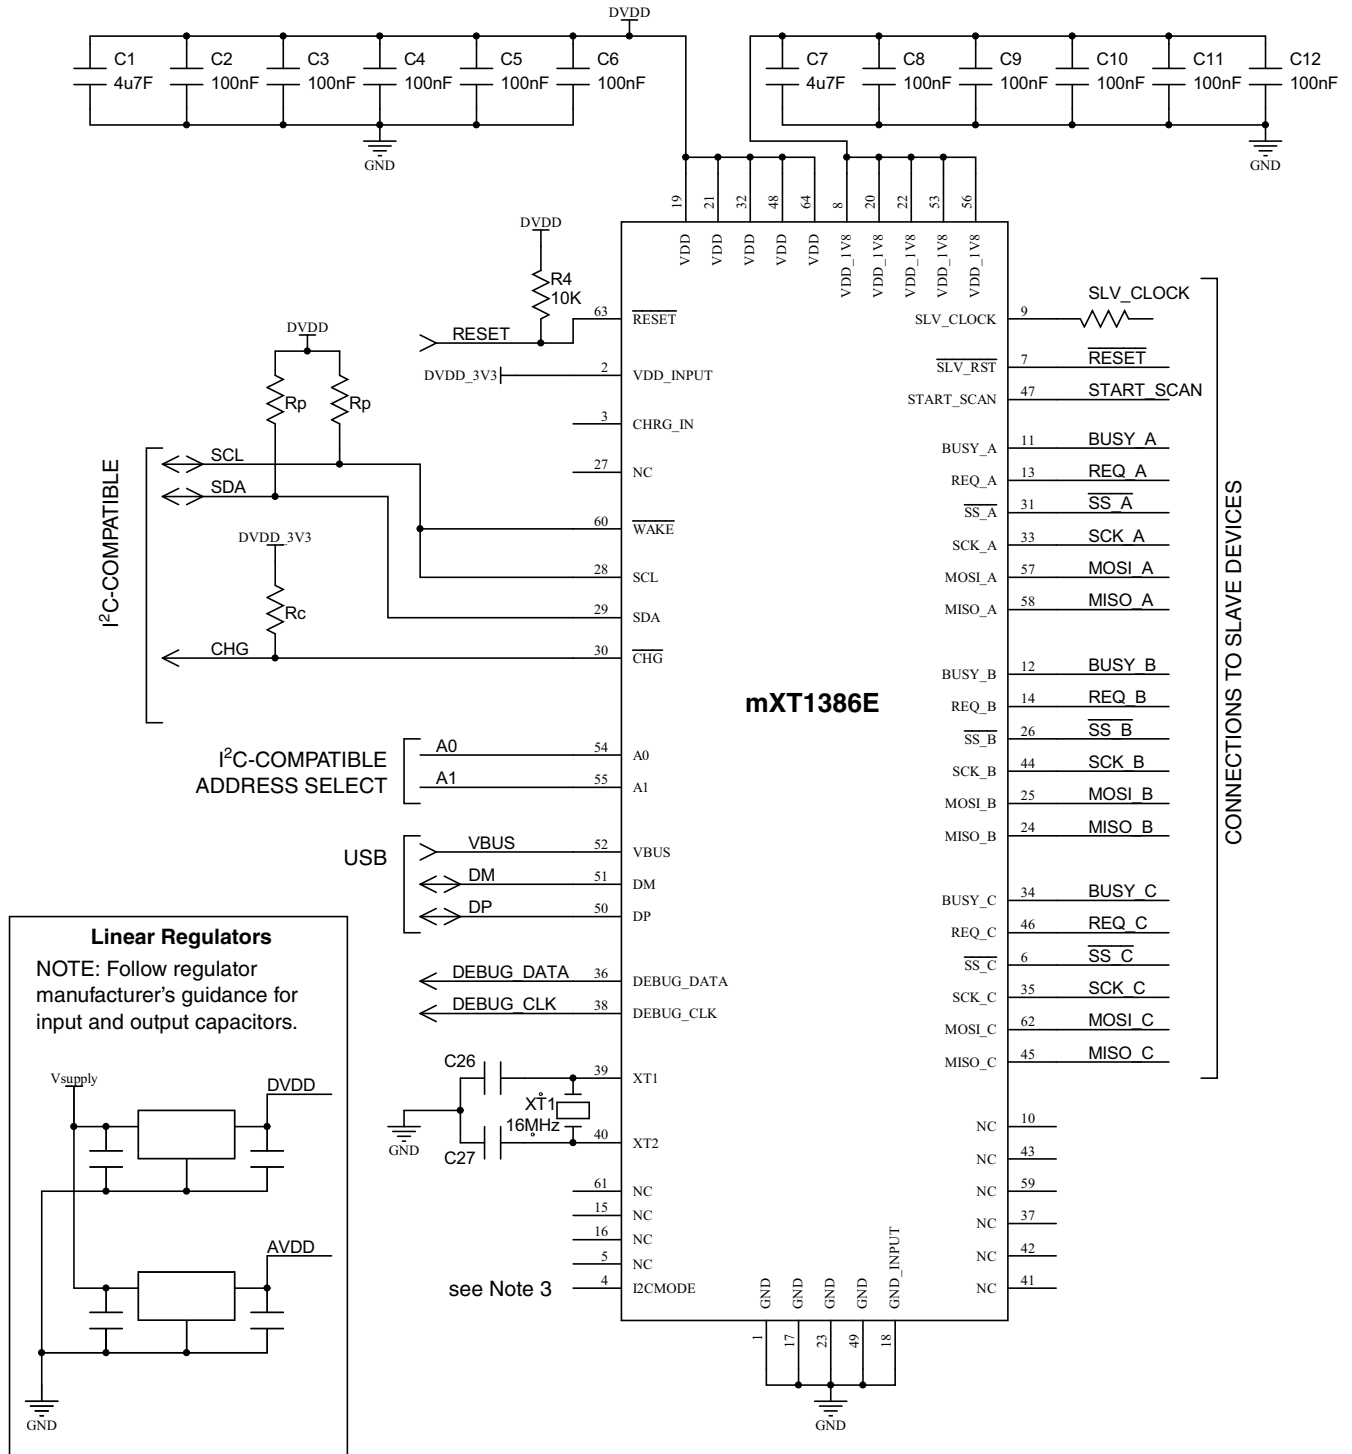 DVDD
C1
4u7F
C2
100nF
C3
100nF
C4
100nF
C5
100nF
C6
100nF
GND
C7
4u7F
C8
100nF
C9
100nF
C10
100nF
C11
100nF
C12
100nF
GND
19
21
32
48
64
8
20
22
53
56
VDD
VDD
VDD
VDD
VDD
VDD_1V8
VDD_1V8
VDD_1V8
VDD_1V8
VDD_1V8
DVDD
R4
10K
RESET
63
RESET
DVDD_3V3
2
VDD_INPUT
3
CHRG_IN
27
NC
DVDD
Rp
Rp
I²C-COMPATIBLE
SCL
SDA
DVDD_3V3
Rc
CHG
60
WAKE
28
SCL
29
SDA
30
CHG
mXT1386E
I²C-COMPATIBLE
ADDRESS SELECT
A0
54
A0
A1
55
A1
USB
VBUS
52
VBUS
DM
51
DM
DP
50
DP
DEBUG_DATA
36
DEBUG_DATA
DEBUG_CLK
38
DEBUG_CLK
C26
39
XT1
XT1
16MHz
GND
C27
40
XT2
61
NC
15
NC
16
NC
5
NC
see Note 3
4
I2CMODE
SLV_CLOCK
9
SLV_CLOCK
SLV_RST
7
RESET
START_SCAN
47
START_SCAN
BUSY_A
11
BUSY_A
REQ_A
13
REQ_A
SS_A
31
SS_A
SCK_A
33
SCK_A
MOSI_A
57
MOSI_A
MISO_A
58
MISO_A
BUSY_B
12
BUSY_B
REQ_B
14
REQ_B
SS_B
26
SS_B
SCK_B
44
SCK_B
MOSI_B
25
MOSI_B
MISO_B
24
MISO_B
BUSY_C
34
BUSY_C
REQ_C
46
REQ_C
SS_C
6
SS_C
SCK_C
35
SCK_C
MOSI_C
62
MOSI_C
MISO_C
45
MISO_C
CONNECTIONS TO SLAVE DEVICES
NC
10
NC
43
NC
59
NC
37
NC
42
NC
41
GND
GND
GND
GND
GND_INPUT
1
17
23
49
18
GND
Linear Regulators
NOTE: Follow regulator
manufacturer's guidance for
input and output capacitors.
Vsupply
DVDD
AVDD
GND